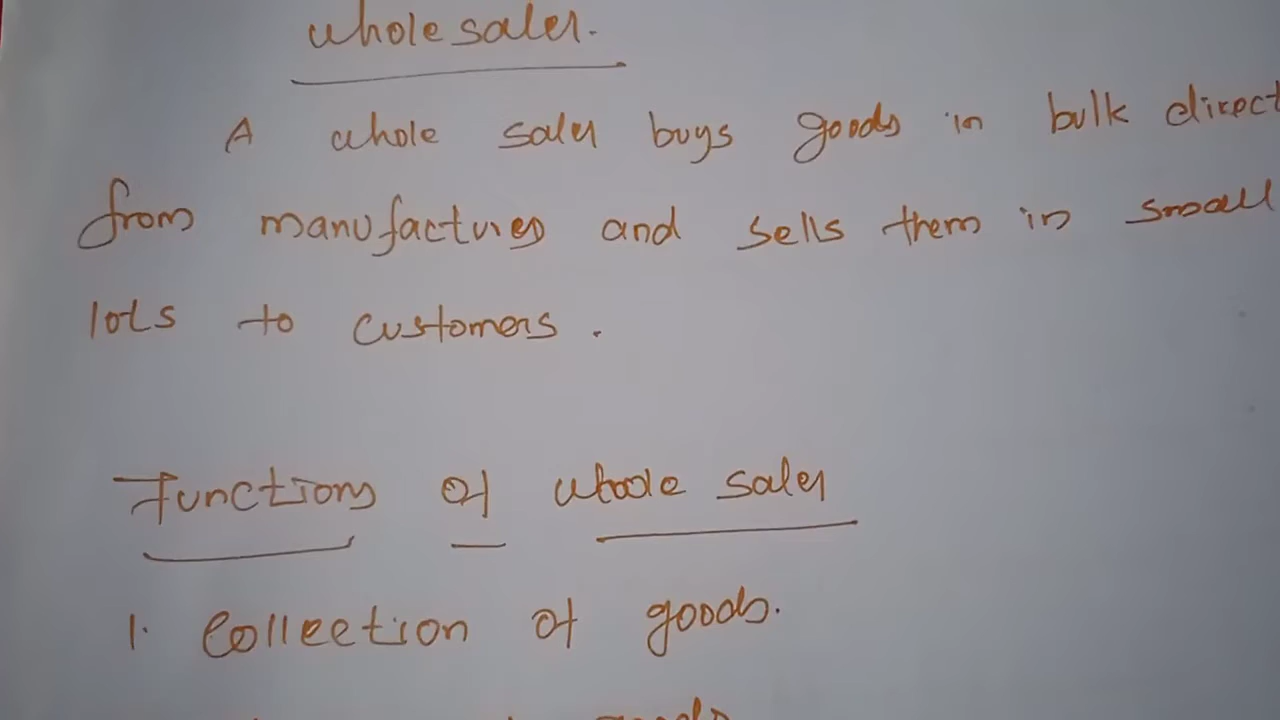 whole saler.
A whole saler buys goods in bulk direct
from manufactures and sells them in small
lots to customers.
Functions of whole saler
1. Collection of goods.
goods